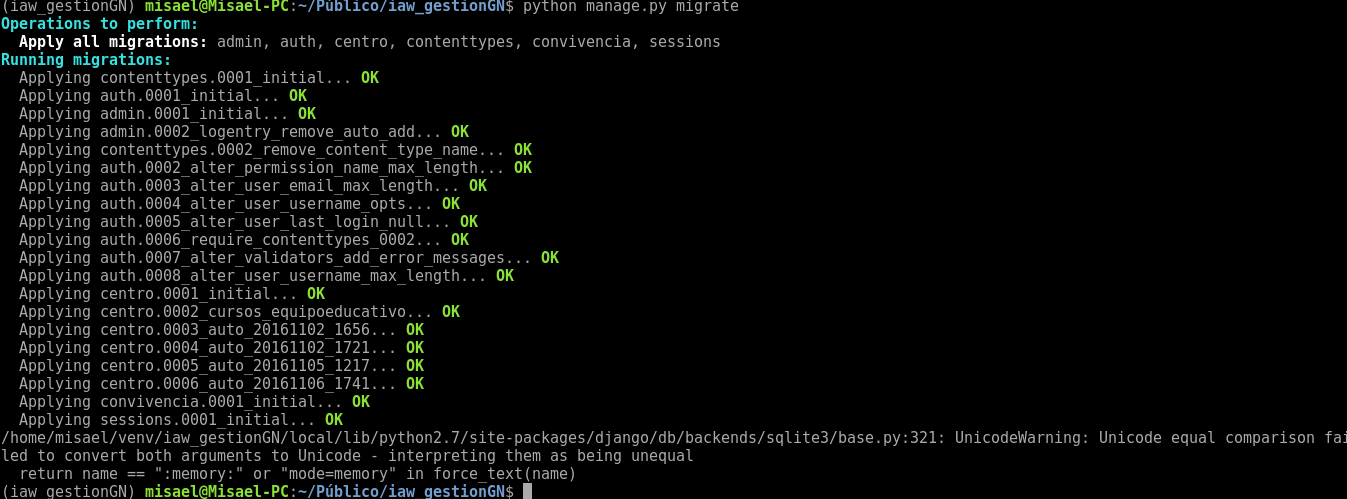 (iaw_gestionGN) misael@Misael-PC:~/Público/iaw_gestionGN$ python manage.py migrate
Operations to perform:
  Apply all migrations: admin, auth, centro, contenttypes, convivencia, sessions
Running migrations:
  Applying contenttypes.0001_initial... OK
  Applying auth.0001_initial... OK
  Applying admin.0001_initial... OK
  Applying admin.0002_logentry_remove_auto_add... OK
  Applying contenttypes.0002_remove_content_type_name... OK
  Applying auth.0002_alter_permission_name_max_length... OK
  Applying auth.0003_alter_user_email_max_length... OK
  Applying auth.0004_alter_user_username_opts... OK
  Applying auth.0005_alter_user_last_login_null... OK
  Applying auth.0006_require_contenttypes_0002... OK
  Applying auth.0007_alter_validators_add_error_messages... OK
  Applying auth.0008_alter_user_username_max_length... OK
  Applying centro.0001_initial... OK
  Applying centro.0002_cursos_equipoeducativo... OK
  Applying centro.0003_auto_20161102_1656... OK
  Applying centro.0004_auto_20161102_1721... OK
  Applying centro.0005_auto_20161105_1217... OK
  Applying centro.0006_auto_20161106_1741... OK
  Applying convivencia.0001_initial... OK
  Applying sessions.0001_initial... OK
/home/misael/venv/iaw_gestionGN/local/lib/python2.7/site-packages/django/db/backends/sqlite3/base.py:321: UnicodeWarning: Unicode equal comparison fai
led to convert both arguments to Unicode - interpreting them as being unequal
  return name == ":memory:" or "mode=memory" in force_text(name)
(iaw_gestionGN) misael@Misael-PC:~/Público/iaw_gestionGN$